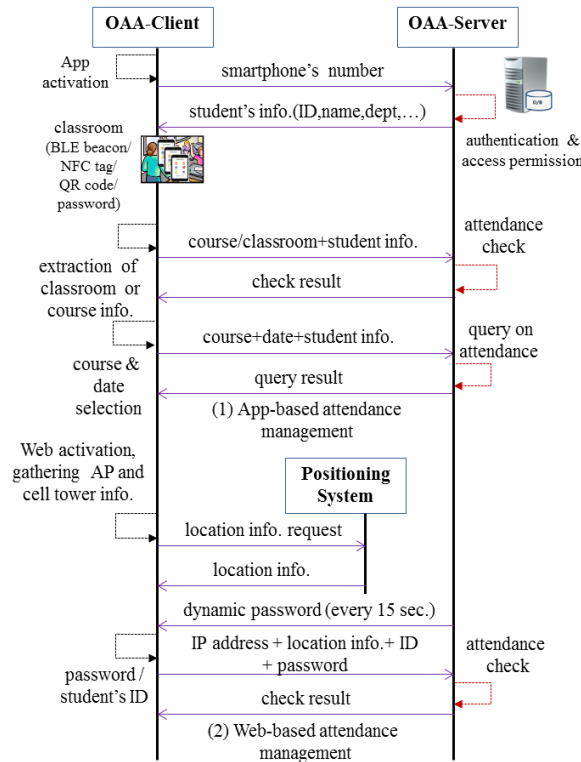 OAA-Client
OAA-Server
App
activation
smartphone's number
student's info.(ID,name,dept,…)
D/B
authentication &
access permission
classroom
(BLE beacon/
NFC tag/
QR code/
password)
course/classroom+student info.
attendance
check
extraction of
classroom or
course info.
check result
course+date+student info.
query on
attendance
course &
date
selection
query result
(1) App-based attendance
management
Web activation,
gathering AP and
cell tower info.
Positioning
System
location info. request
location info.
dynamic password (every 15 sec.)
IP address + location info.+ ID
+ password
attendance
check
password /
student's ID
check result
(2) Web-based attendance
management